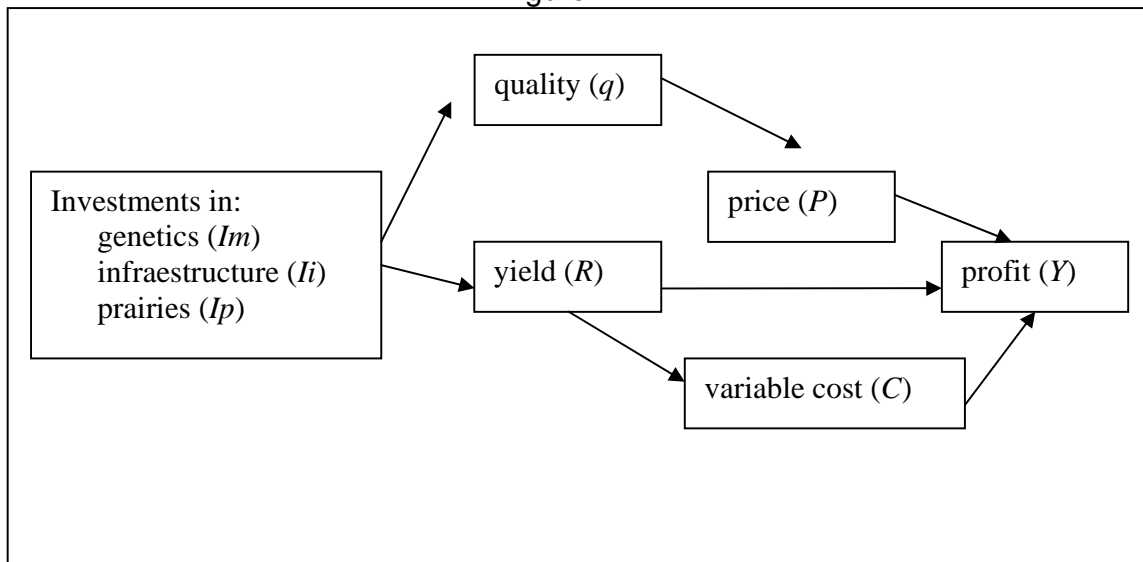 quality (q)
Investments in:
genetics (Im)
infraestructure (Ii)
prairies (Ip)
price (P)
yield (R)
profit (Y)
variable cost (C)